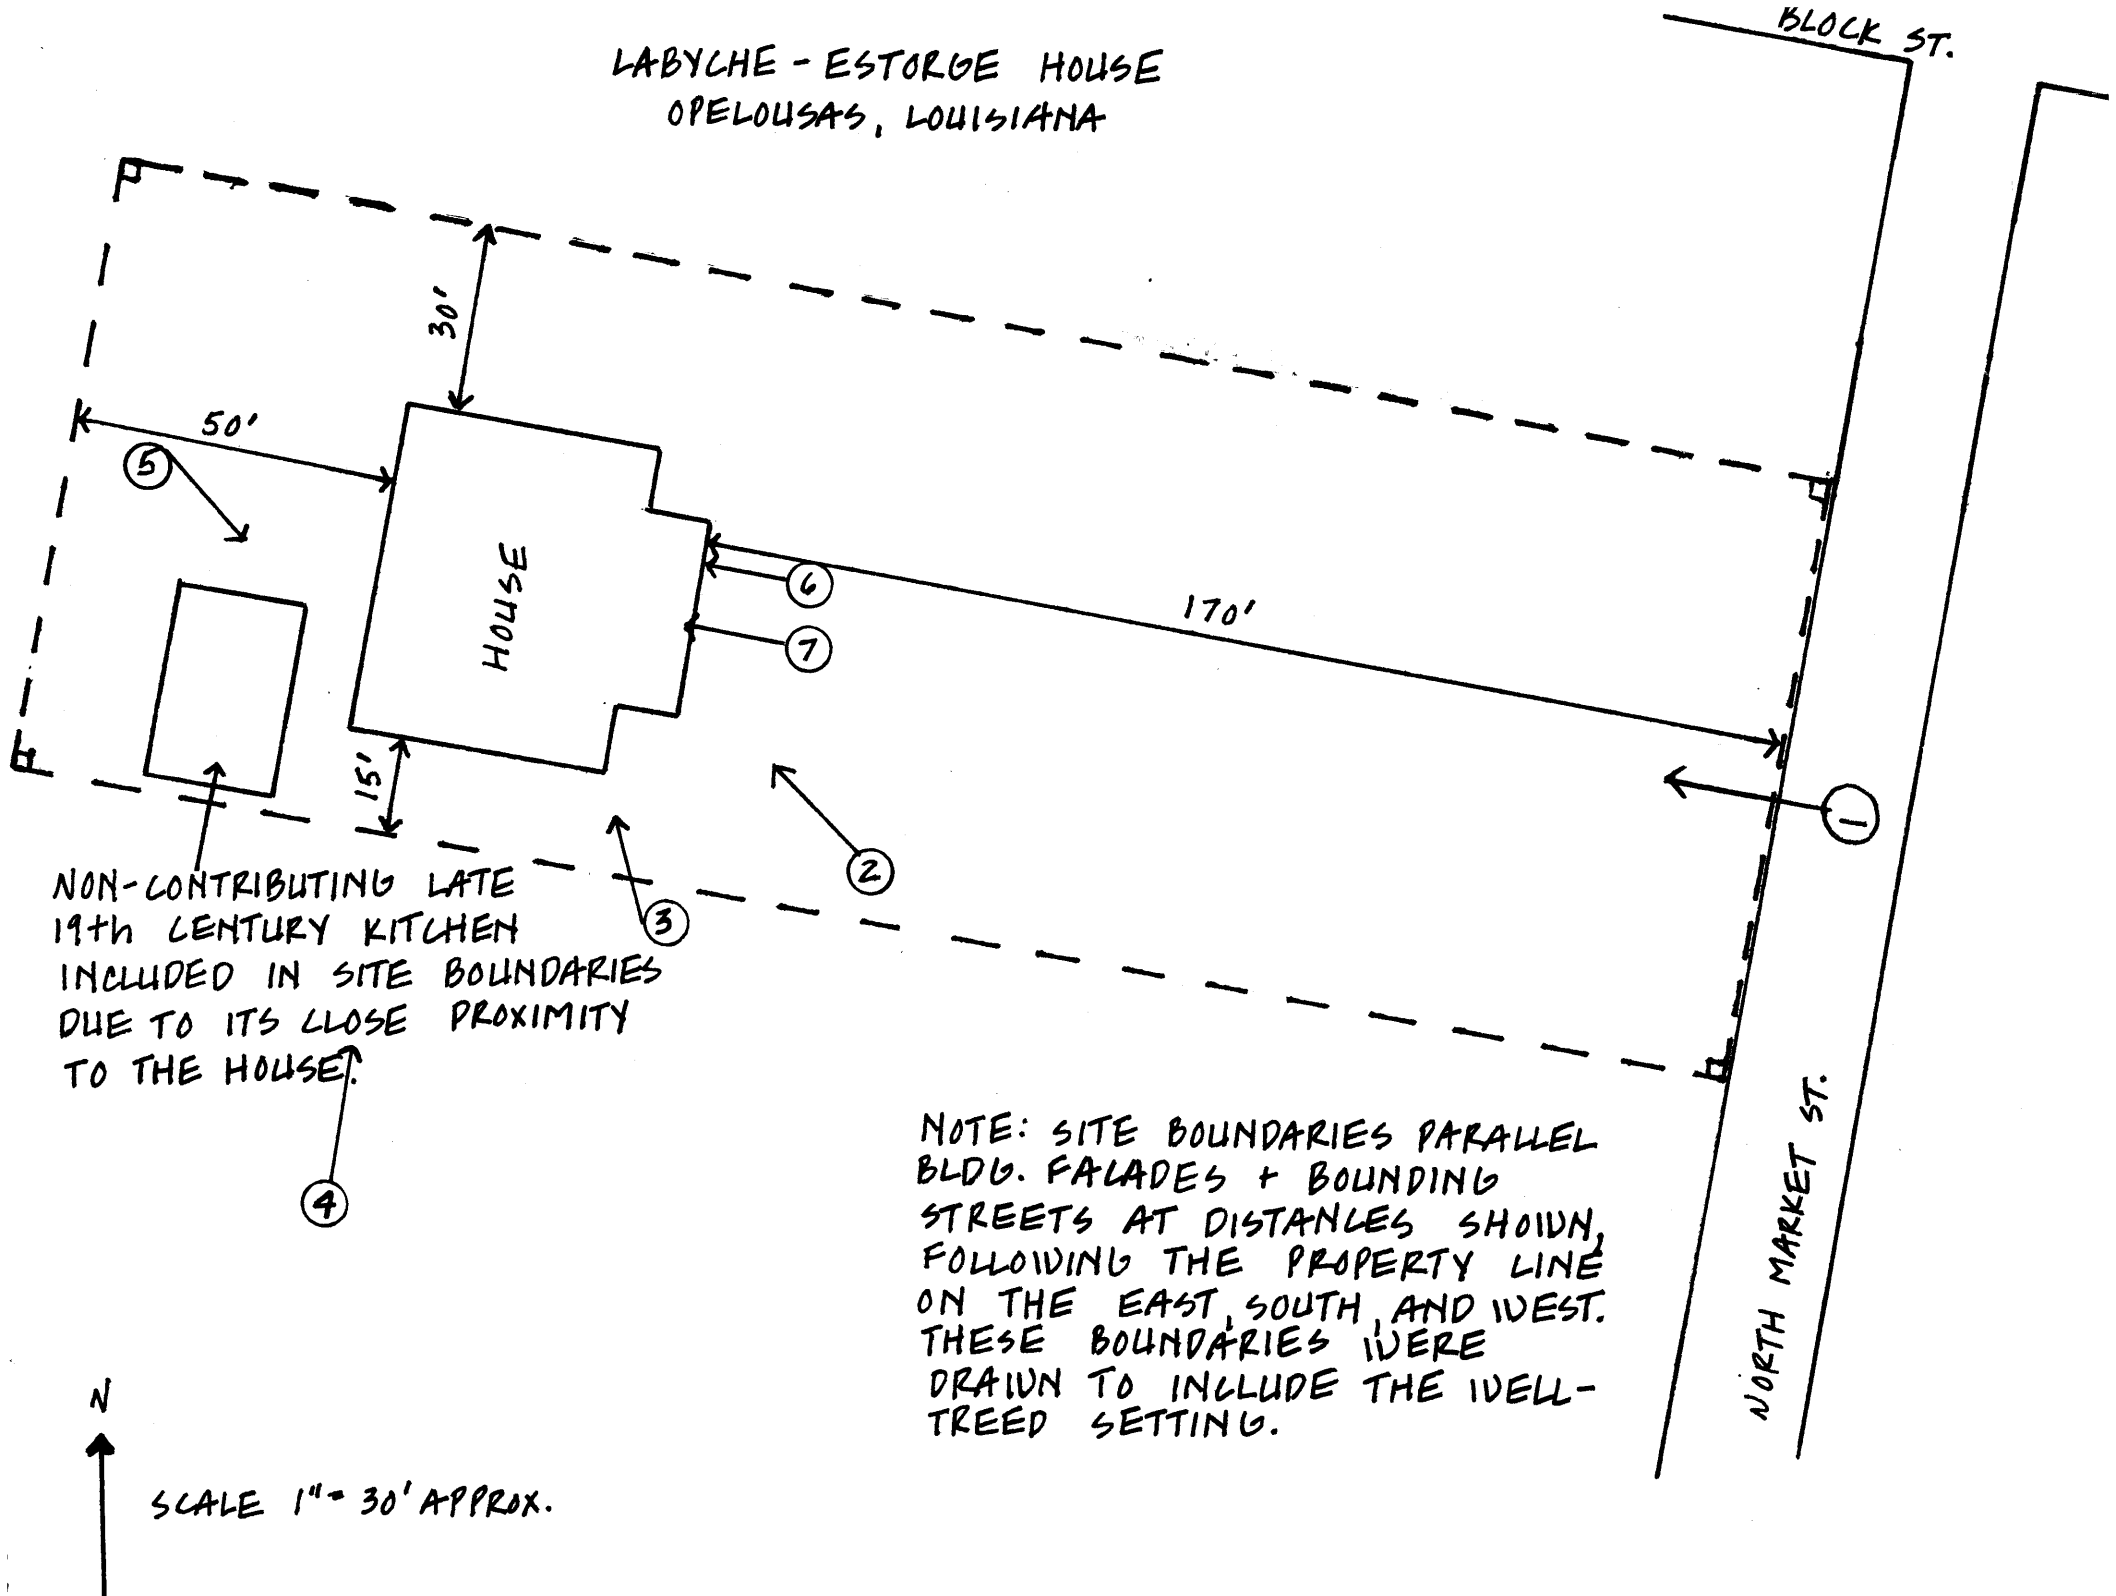 BLOCK ST.
LABYCHE - ESTORGE HOUSE
OPELOUSAS, LOUISIANA
30'
50'
5
HOUSE
6
7
170'
15'
1
2
3
NON-CONTRIBUTING LATE
19th CENTURY KITCHEN
INCLUDED IN SITE BOUNDARIES
DUE TO ITS CLOSE PROXIMITY
TO THE HOUSE.
4
NOTE: SITE BOUNDARIES PARALLEL
BLDG. FACADES + BOUNDING
STREETS AT DISTANCES SHOWN,
FOLLOWING THE PROPERTY LINE
ON THE EAST, SOUTH, AND WEST.
THESE BOUNDARIES WERE
DRAWN TO INCLUDE THE WELL-
TREED SETTING.
NORTH MARKET ST.
N
SCALE 1" = 30' APPROX.